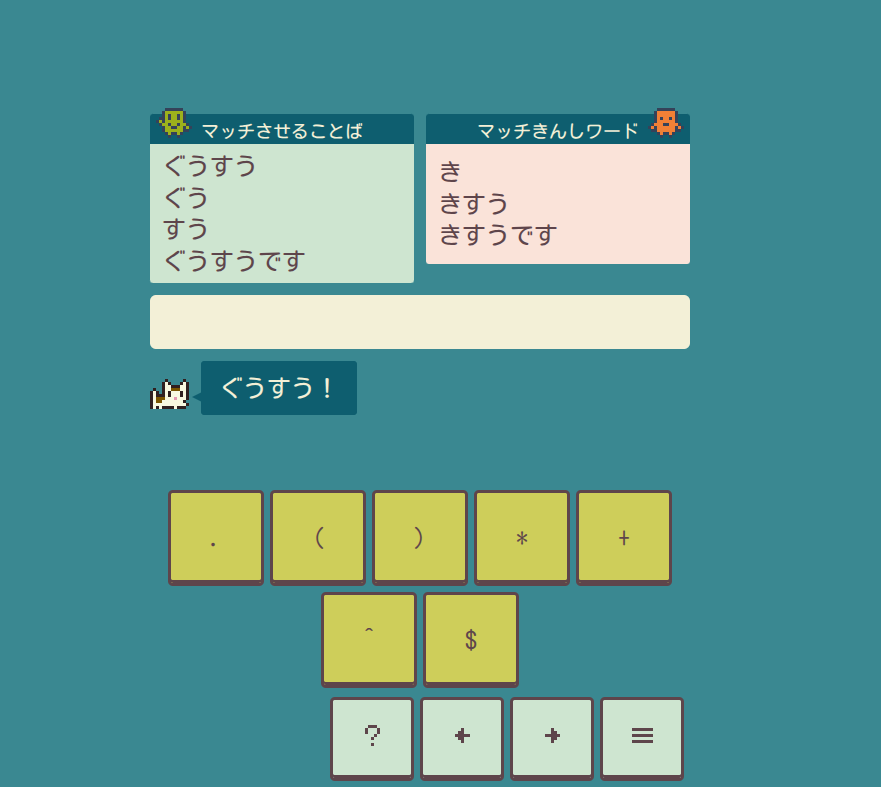 マッチさせることば
ぐうすう
ぐう
すう
ぐうすうです
マッチきんしワード
き
きすう
きすうです
ぐうすう！
. ( ) * +
^ $
?